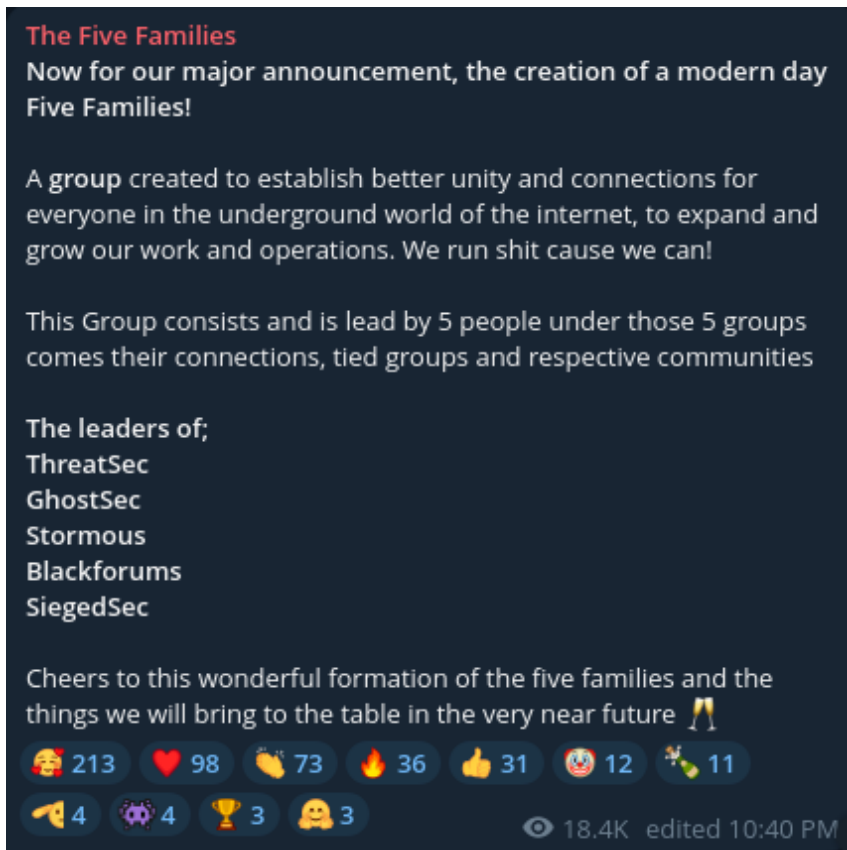 The Five Families
Now for our major announcement, the creation of a modern day
Five Families!
A group created to establish better unity and connections for
everyone in the underground world of the internet, to expand and
grow our work and operations. We run shit cause we can!
This Group consists and is lead by 5 people under those 5 groups
comes their connections, tied groups and respective communities
The leaders of;
ThreatSec
GhostSec
Stormous
Blackforums
SiegedSec
Cheers to this wonderful formation of the five families and the
things we will bring to the table in the very near future 🥂
🥰 213 ❤️ 98 👏 73 🔥 36 👍 31 🤡 12 🍾 11
🫡 4 👾 4 🏆 3 🤗 3
18.4K edited 10:40 PM